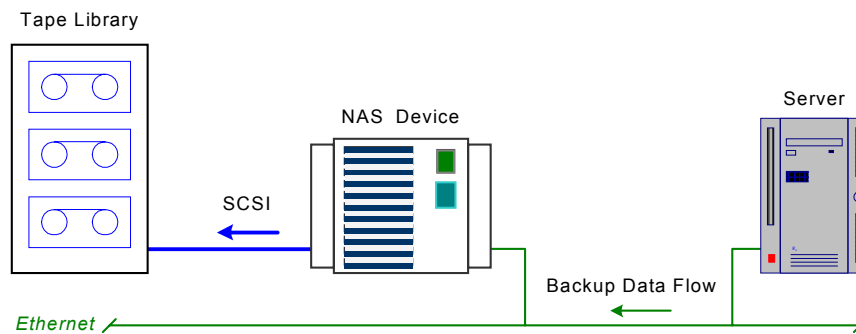 Tape Library
NAS Device
Server
SCSI
Backup Data Flow
Ethernet